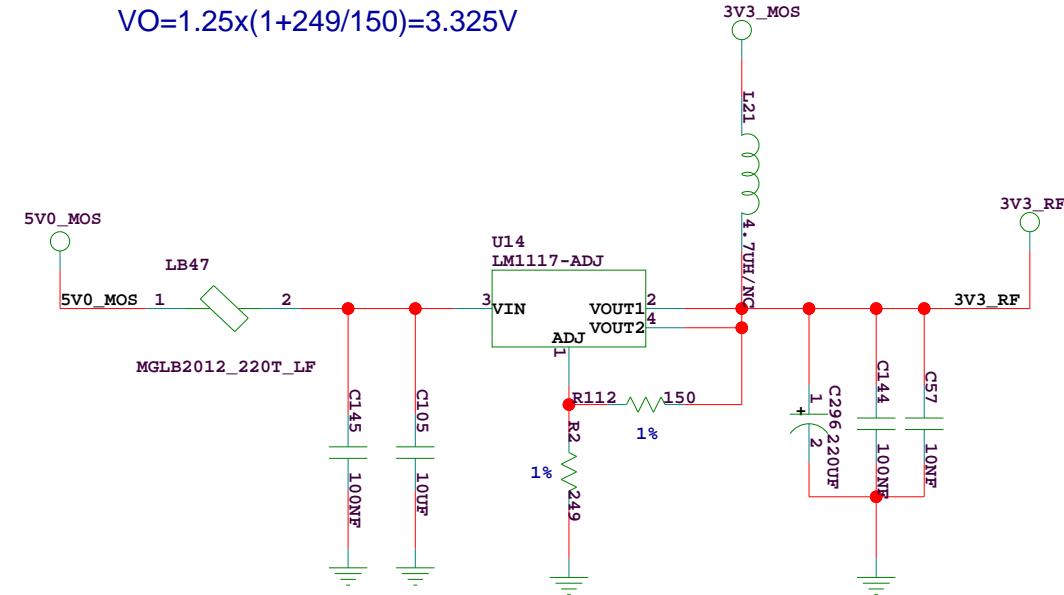 VO=1.25x(1+249/150)=3.325V
3V3_MOS
L21
4.7UH/NC
5V0_MOS
3V3_RF
LB47
U14
LM1117-ADJ
5V0_MOS
1
2
3
VIN
VOUT1
2
VOUT2
4
ADJ
1
3V3_RF
MGLB2012_220T_LF
R112
150
1%
R2
1%
249
C145
100NF
C105
10UF
C296
1
+
2
220UF
C144
100NF
C57
10NF